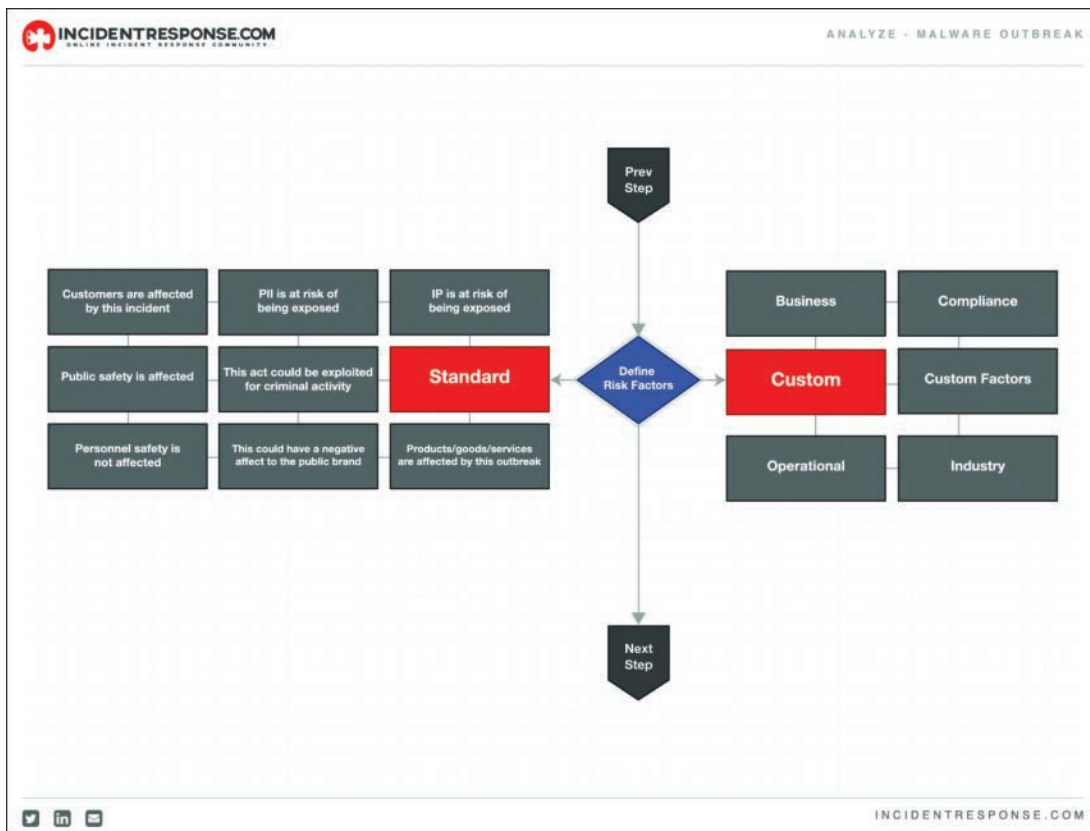 INCIDENTRESPONSE.COM
ONLINE INCIDENT RESPONSE COMMUNITY
ANALYZE - MALWARE OUTBREAK
Prev
Step
Customers are affected
by this incident
PII is at risk of
being exposed
IP is at risk of
being exposed
Business
Compliance
Public safety is affected
This act could be exploited
for criminal activity
Standard
Define
Risk Factors
Custom
Custom Factors
Personnel safety is
not affected
This could have a negative
affect to the public brand
Products/goods/services
are affected by this outbreak
Operational
Industry
Next
Step
in
INCIDENTRESPONSE.COM